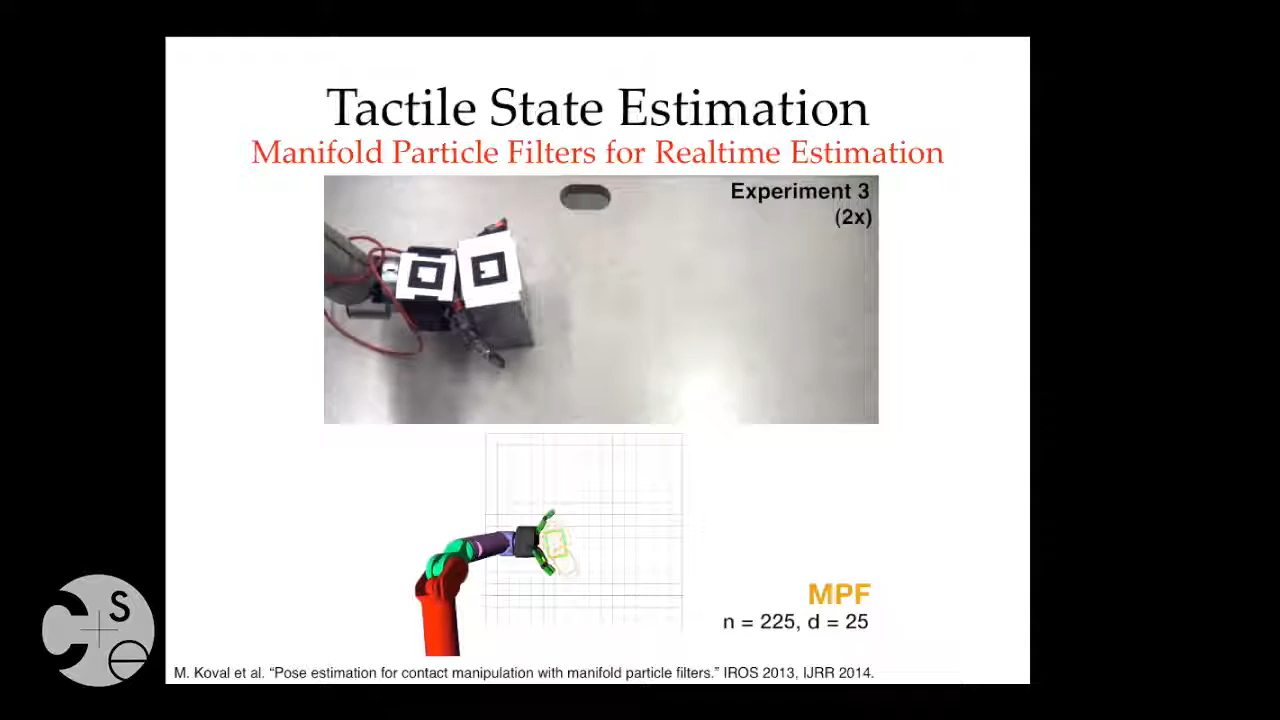 Tactile State Estimation
Manifold Particle Filters for Realtime Estimation
Experiment 3
(2x)
MPF
n = 225, d = 25
C S e
M. Koval et al. “Pose estimation for contact manipulation with manifold particle filters.” IROS 2013, IJRR 2014.